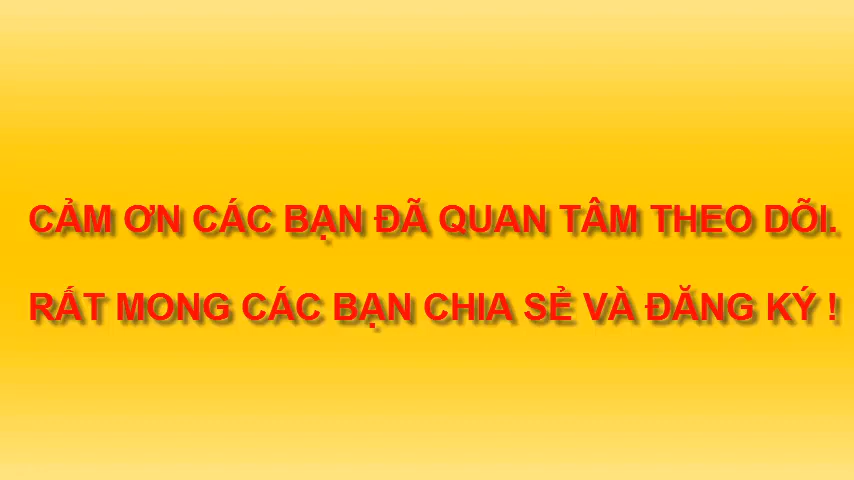 CẢM ƠN CÁC BẠN ĐÃ QUAN TÂM THEO DÕI.
RẤT MONG CÁC BẠN CHIA SẺ VÀ ĐĂNG KÝ !